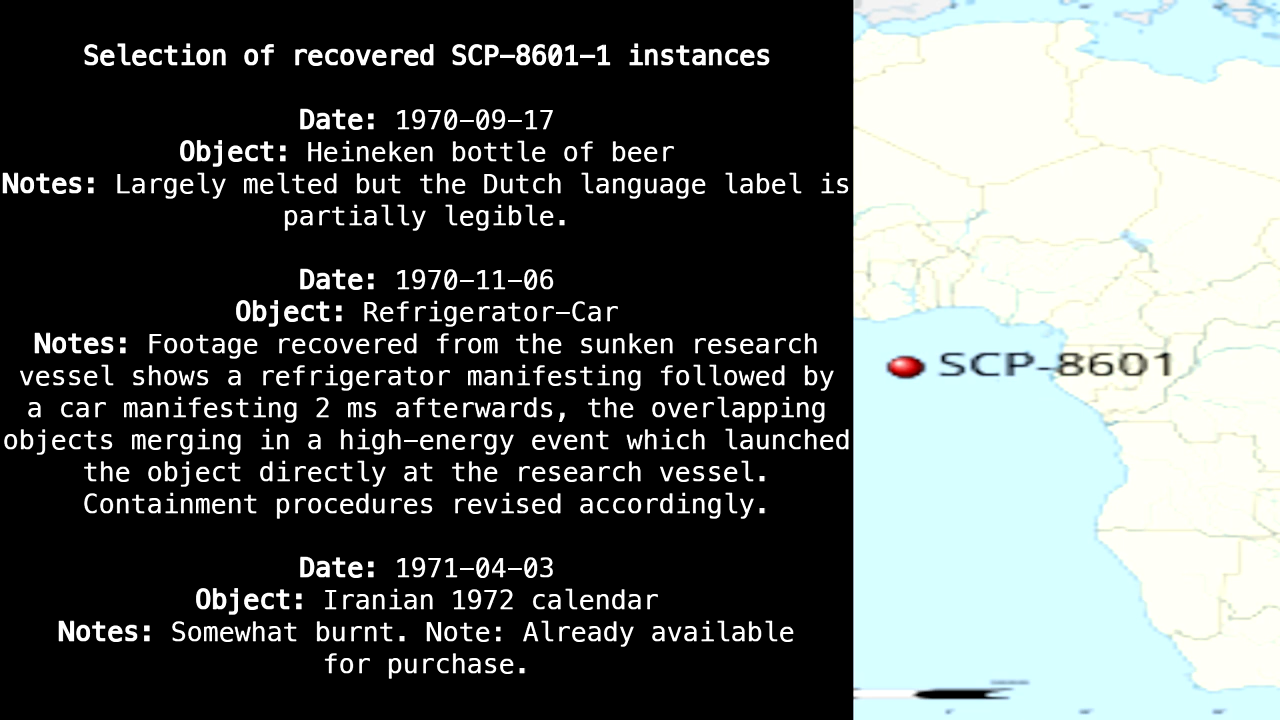 Selection of recovered SCP-8601-1 instances
Date: 1970-09-17
Object: Heineken bottle of beer
Notes: Largely melted but the Dutch language label is
partially legible.
Date: 1970-11-06
Object: Refrigerator-Car
Notes: Footage recovered from the sunken research
vessel shows a refrigerator manifesting followed by
a car manifesting 2 ms afterwards, the overlapping
objects merging in a high-energy event which launched
the object directly at the research vessel.
Containment procedures revised accordingly.
Date: 1971-04-03
Object: Iranian 1972 calendar
Notes: Somewhat burnt. Note: Already available
for purchase.
SCP-8601